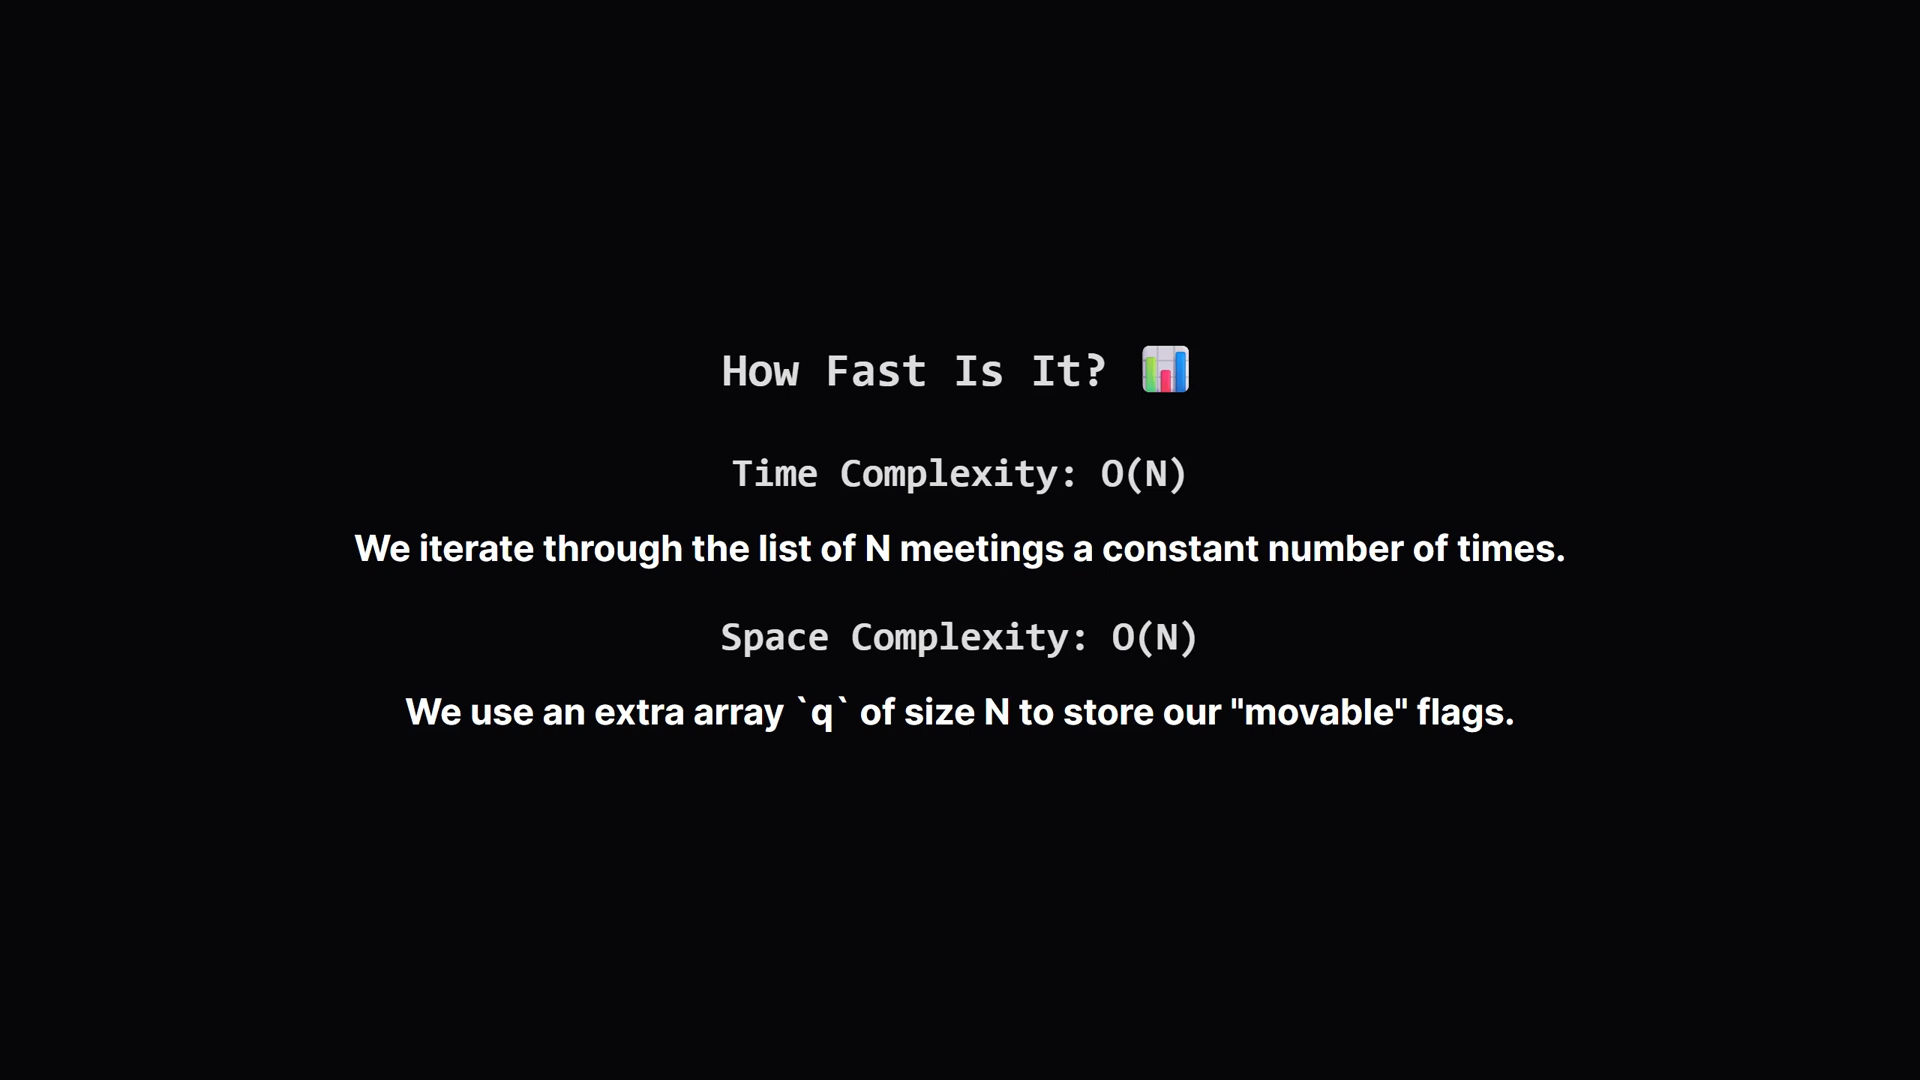 How Fast Is It? 📊
Time Complexity: O(N)
We iterate through the list of N meetings a constant number of times.
Space Complexity: O(N)
We use an extra array `q` of size N to store our "movable" flags.